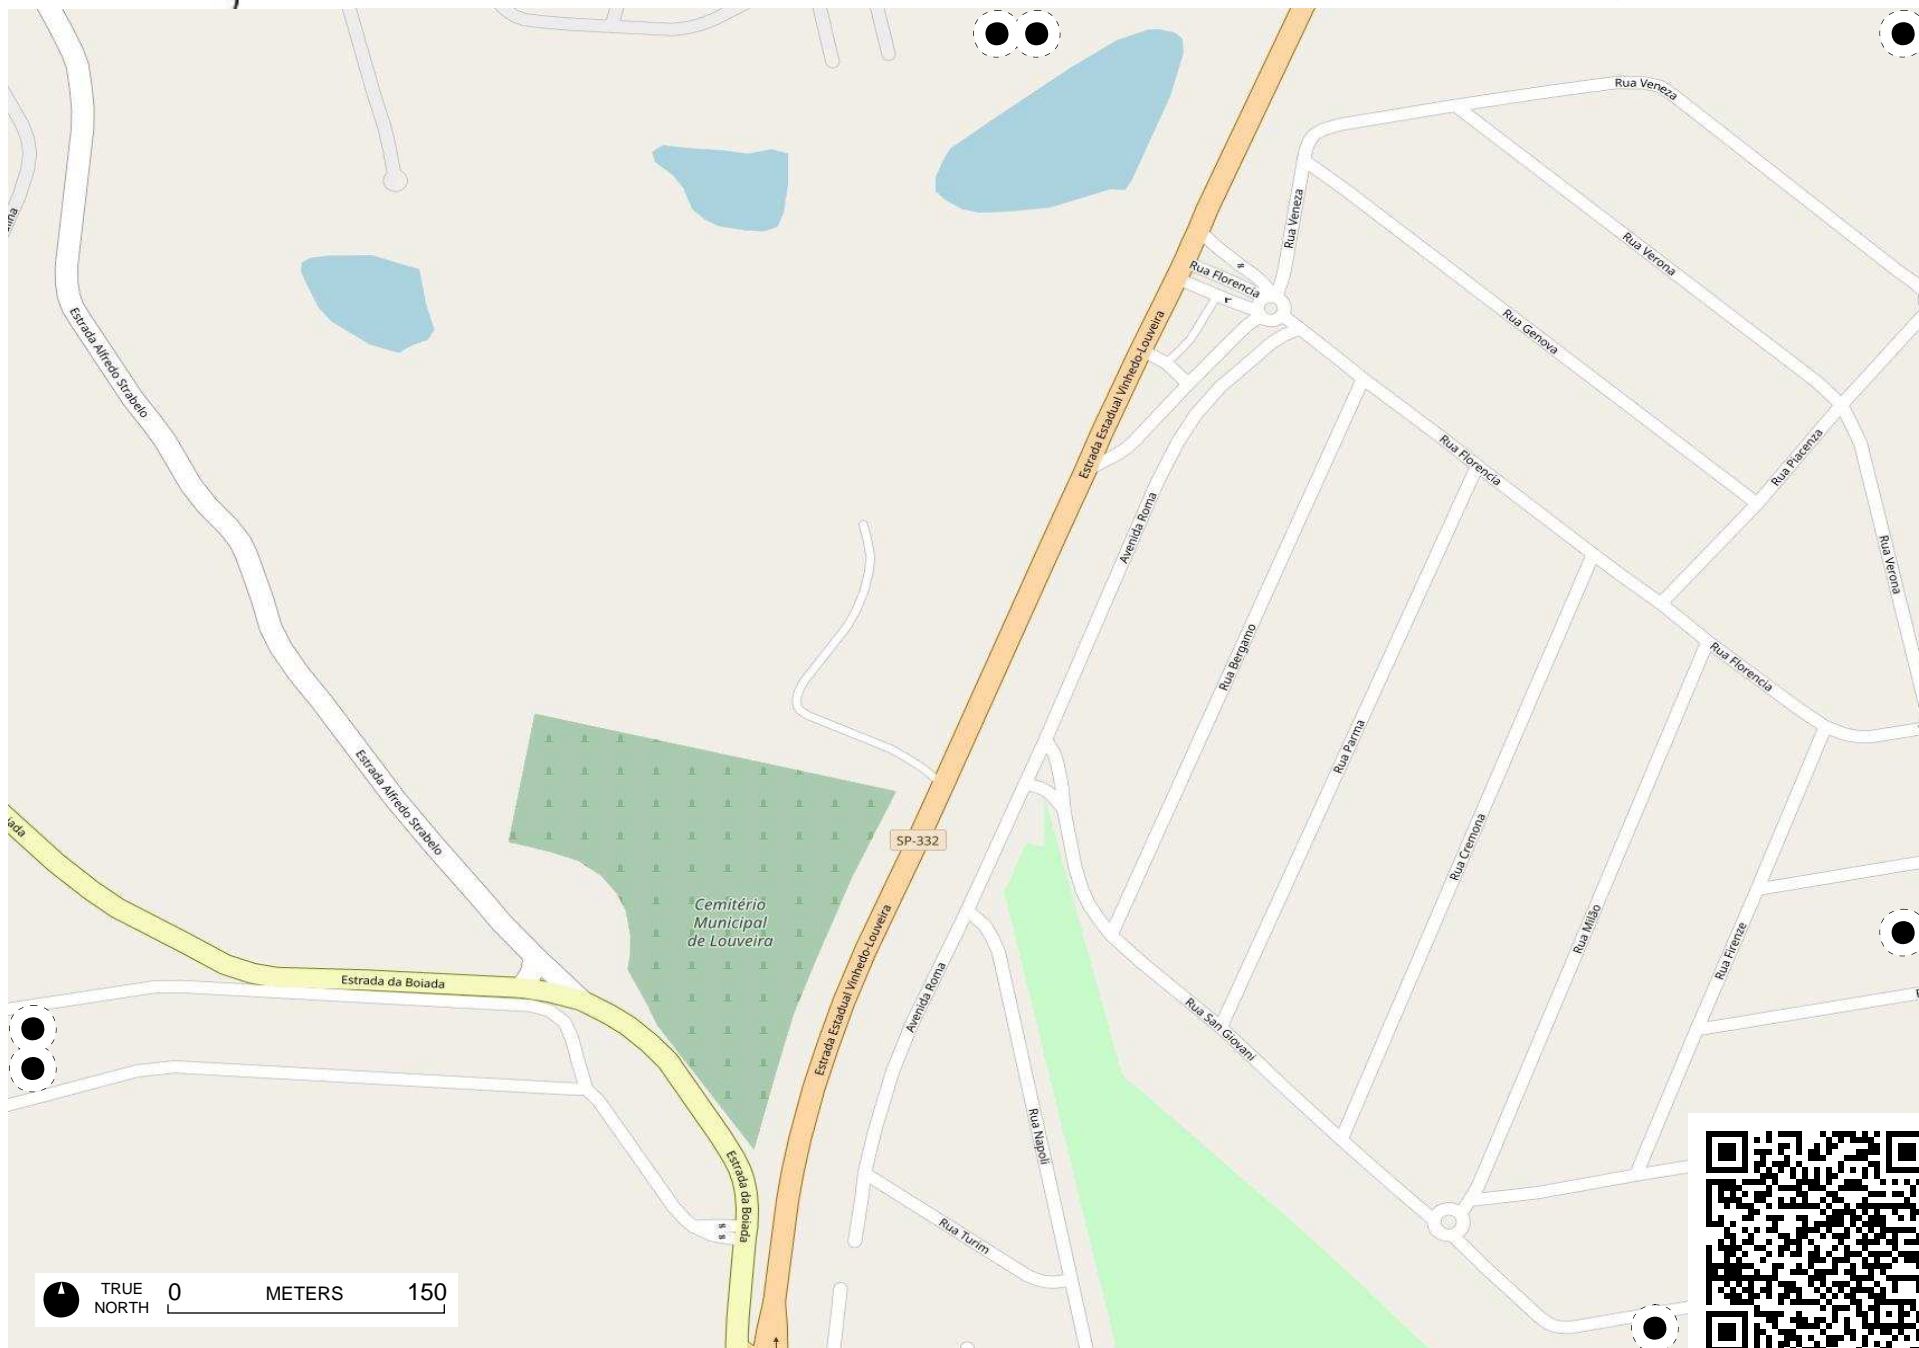 Rua Veneza
Rua Veneza
Rua Verona
Rua Florencia
Rua Genova
Estrada Alfredo Strabelo
Estrada Estadual Vinhedo-Louveira
Rua Florencia
Rua Piacenza
Avenida Roma
Rua Verona
Rua Bergamo
Rua Florencia
Rua Parma
Estrada Alfredo Strabelo
SP-332
Rua Cremona
Cemitério
Municipal
de Louveira
Estrada Estadual Vinhedo-Louveira
Rua Milão
Rua Firenze
Estrada da Boiada
Avenida Roma
Rua San Giovani
Rua Napoli
Estrada da Boiada
Rua Turim
TRUE
NORTH
0 METERS 150